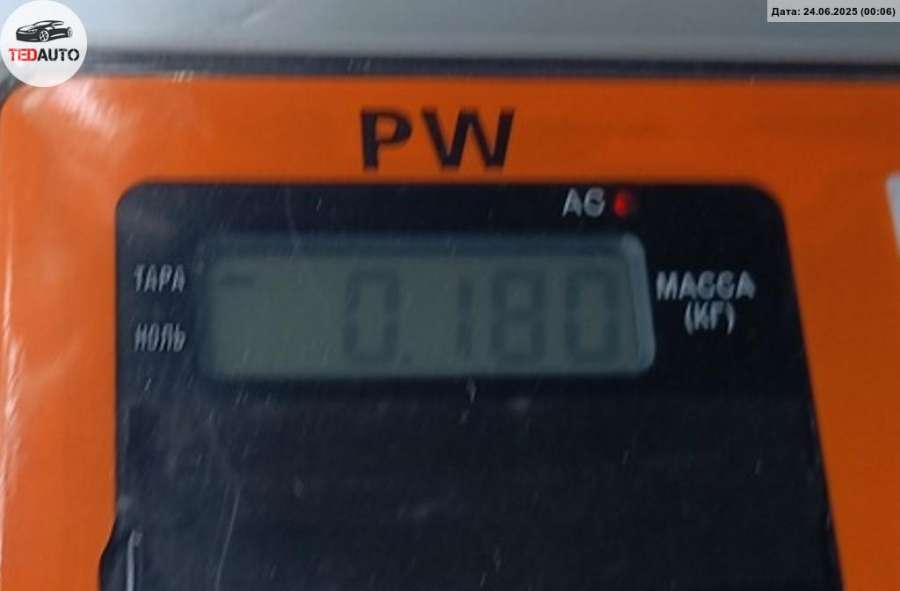 TEDAUTO
Дата: 24.06.2025 (00:06)
PW
AC
ТАРА
0.180
МАССА
(КГ)
НОЛЬ